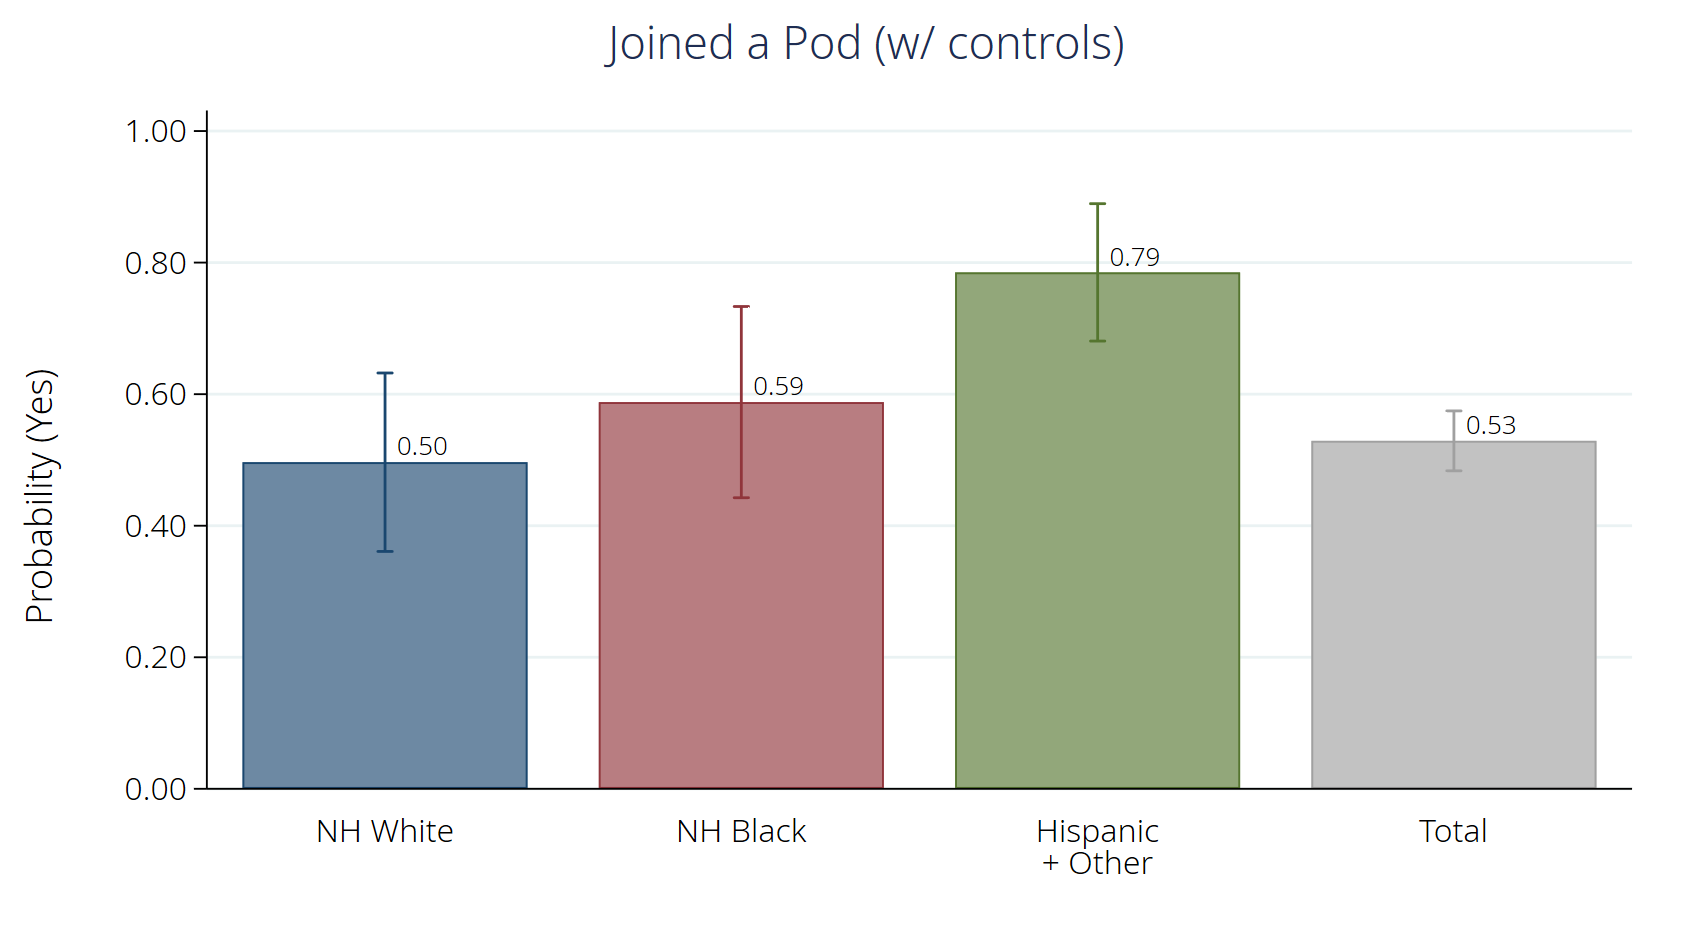 Joined a Pod (w/ controls)
Probability (Yes)
1.00
0.80
0.60
0.40
0.20
0.00
0.50
0.59
0.79
0.53
NH White
NH Black
Hispanic
+ Other
Total